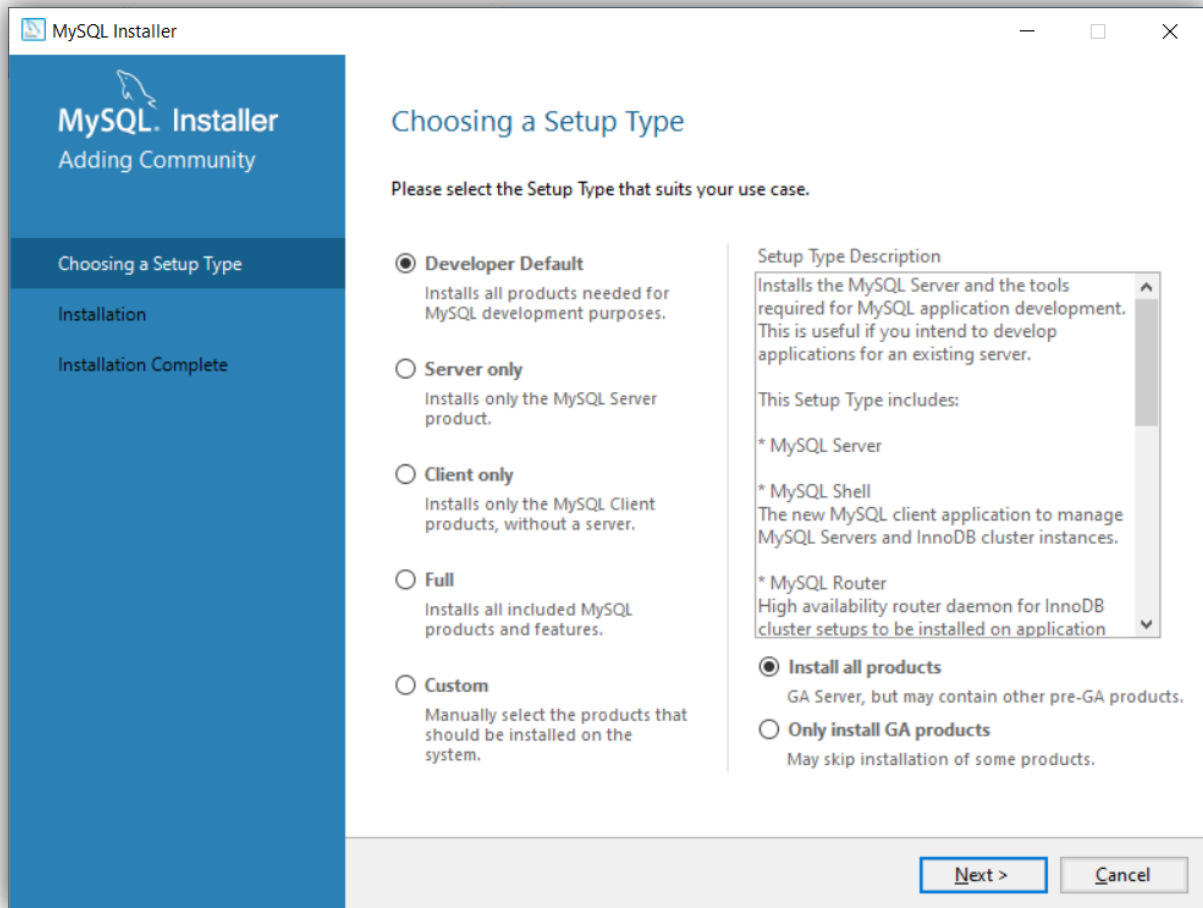 MySQL Installer
MySQL. Installer
Adding Community
Choosing a Setup Type
Installation
Installation Complete
Choosing a Setup Type
Please select the Setup Type that suits your use case.
Developer Default
Installs all products needed for
MySQL development purposes.
Server only
Installs only the MySQL Server
product.
Client only
Installs only the MySQL Client
products, without a server.
Full
Installs all included MySQL
products and features.
Custom
Manually select the products that
should be installed on the
system.
Setup Type Description
Installs the MySQL Server and the tools
required for MySQL application development.
This is useful if you intend to develop
applications for an existing server.
This Setup Type includes:
* MySQL Server
* MySQL Shell
The new MySQL client application to manage
MySQL Servers and InnoDB cluster instances.
* MySQL Router
High availability router daemon for InnoDB
cluster setups to be installed on application
Install all products
GA Server, but may contain other pre-GA products.
Only install GA products
May skip installation of some products.
Next >
Cancel